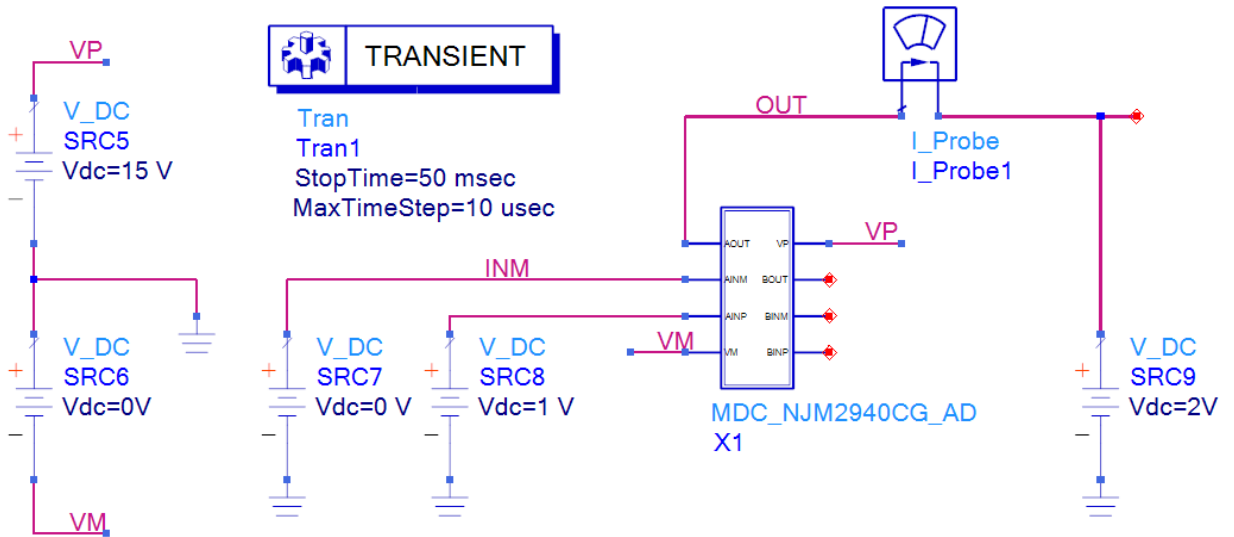 VP
V_DC
SRC5
Vdc=15 V
+
−
TRANSIENT
Tran
Tran1
StopTime=50 msec
MaxTimeStep=10 usec
OUT
I_Probe
I_Probe1
INM
VM
AOUT VP
AINM BOUT
AINP BINM
VM BINP
VP
MDC_NJM2940CG_AD
X1
V_DC
SRC6
Vdc=0V
+
−
VM
V_DC
SRC7
Vdc=0 V
+
−
V_DC
SRC8
Vdc=1 V
+
−
V_DC
SRC9
Vdc=2V
+
−